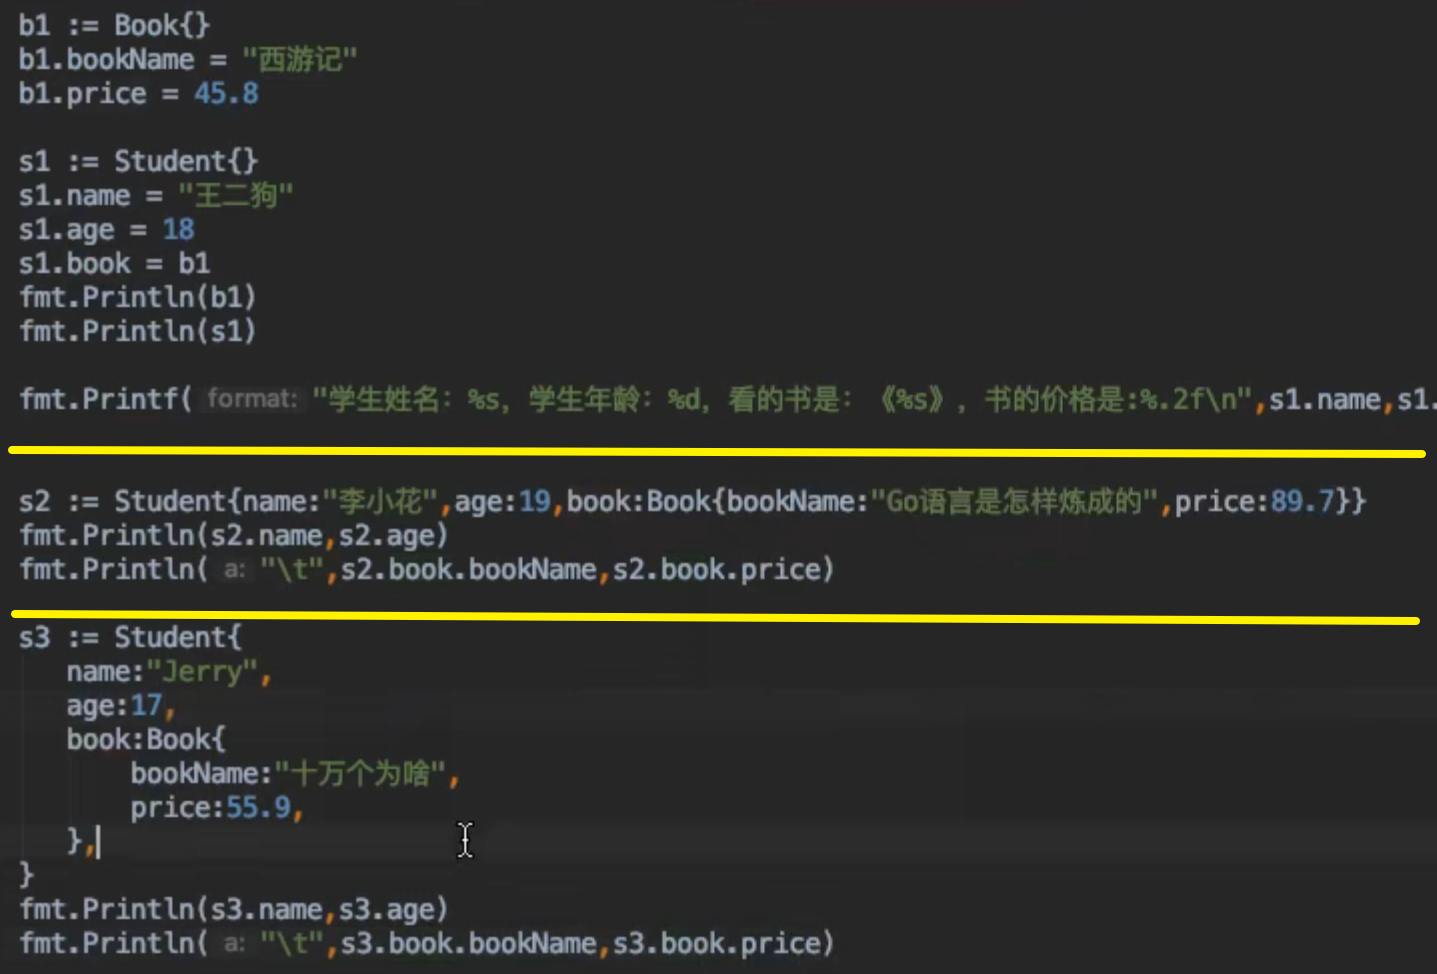 b1 := Book{}
b1.bookName = "西游记"
b1.price = 45.8
s1 := Student{}
s1.name = "王二狗"
s1.age = 18
s1.book = b1
fmt.Println(b1)
fmt.Println(s1)
fmt.Printf( format: "学生姓名：%s，学生年龄：%d，看的书是：《%s》，书的价格是:%.2f\n",s1.name,s1.
s2 := Student{name:"李小花",age:19,book:Book{bookName:"Go语言是怎样炼成的",price:89.7}}
fmt.Println(s2.name,s2.age)
fmt.Println( a: "\t",s2.book.bookName,s2.book.price)
s3 := Student{
name:"Jerry",
age:17,
book:Book{
bookName:"十万个为啥",
price:55.9,
},
}
fmt.Println(s3.name,s3.age)
fmt.Println( a: "\t",s3.book.bookName,s3.book.price)